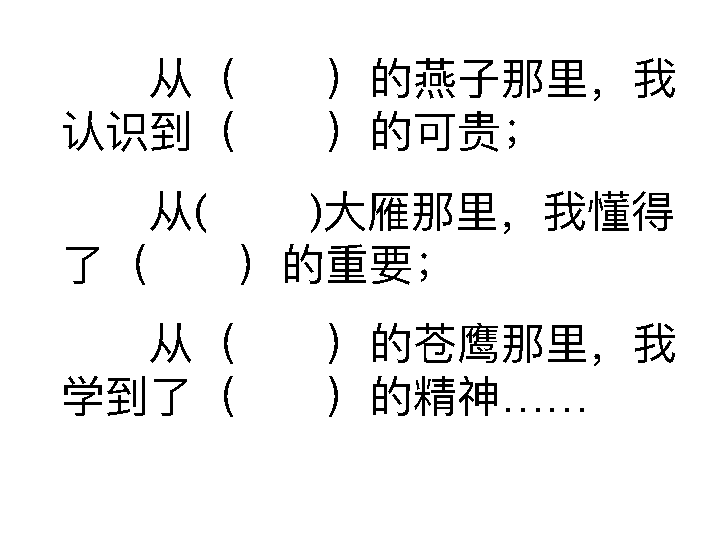 从（　　）的燕子那里，我
认识到（　　）的可贵；
从(　　)大雁那里，我懂得
了（　　）的重要；
从（　　）的苍鹰那里，我
学到了（　　）的精神……